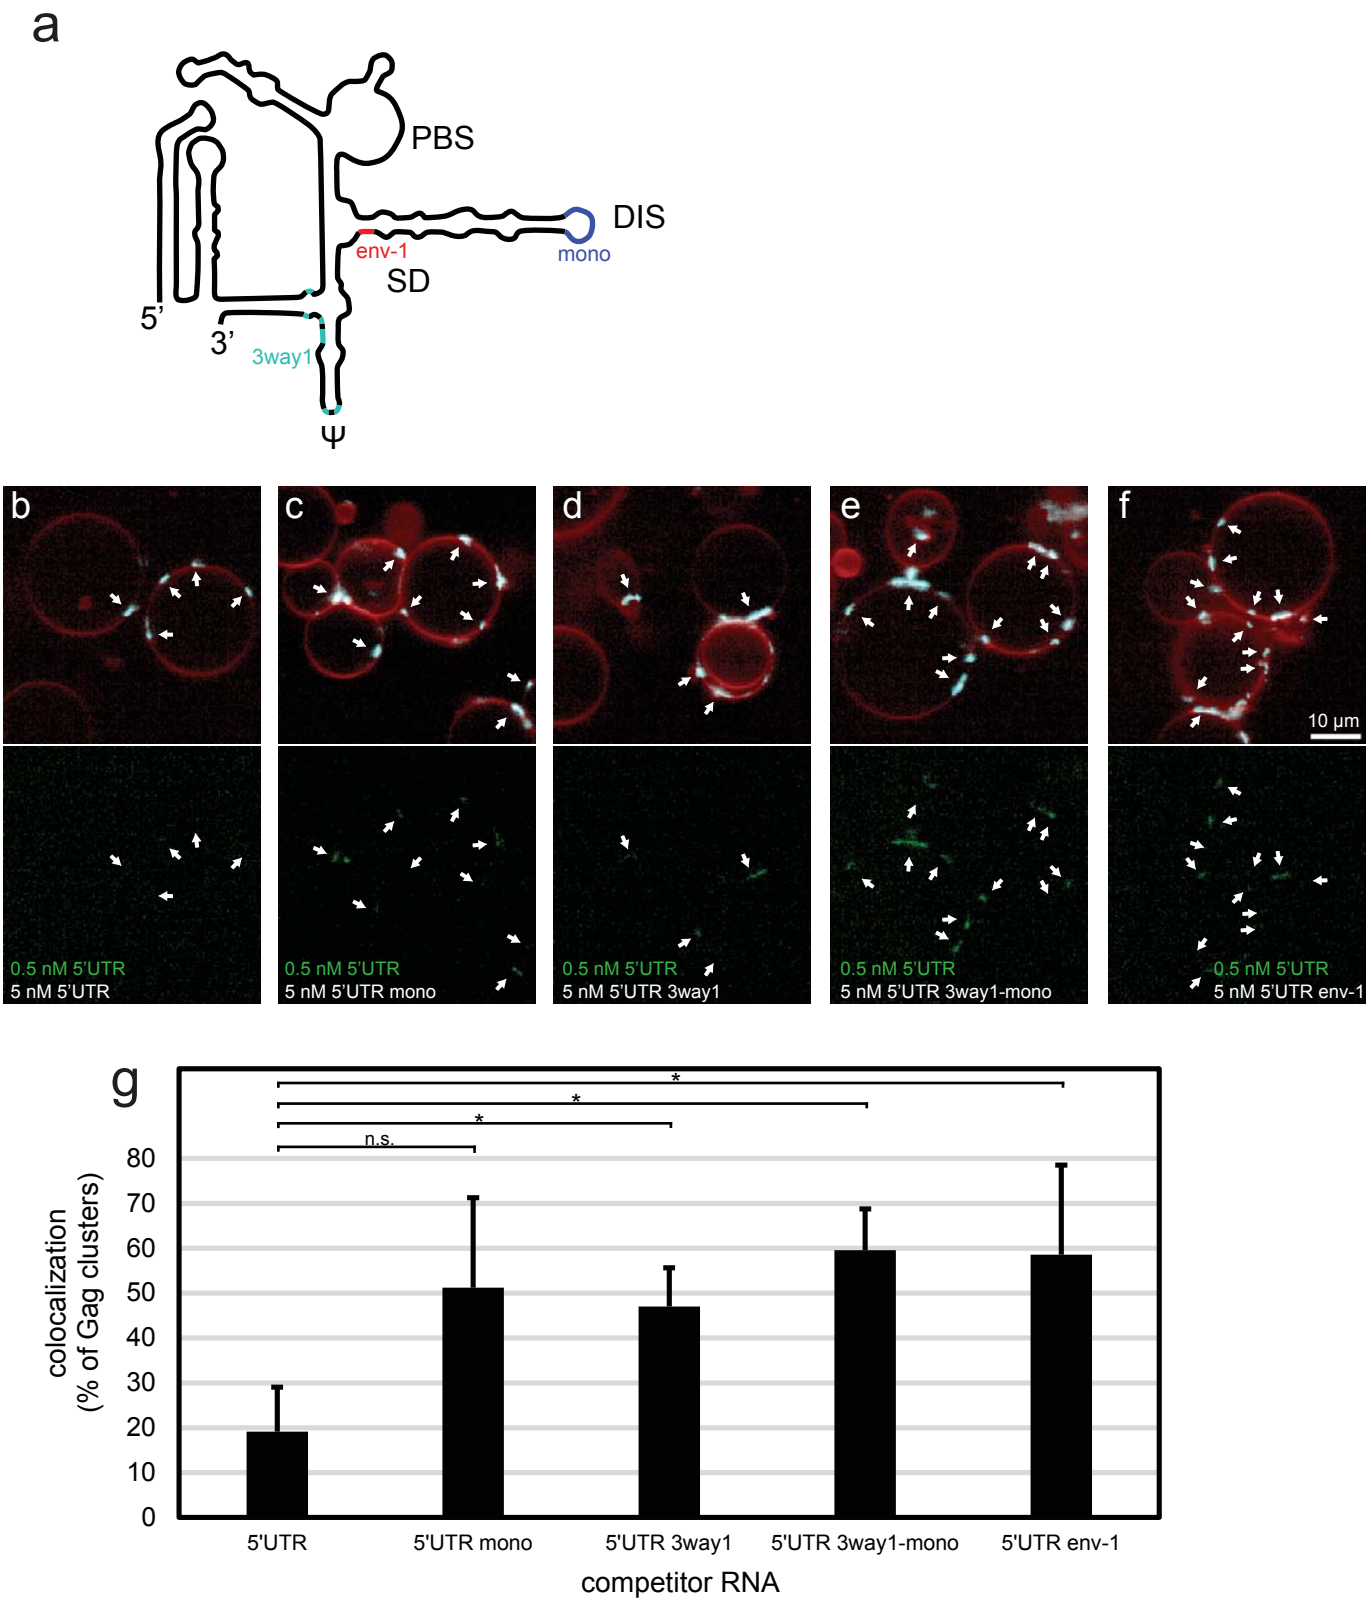 a
PBS
DIS
env-1
mono
SD
5’
3’
3way1
Ψ
b
c
d
e
f
10 µm
0.5 nM 5’UTR
5 nM 5’UTR
0.5 nM 5’UTR
5 nM 5’UTR mono
0.5 nM 5’UTR
5 nM 5’UTR 3way1
0.5 nM 5’UTR
5 nM 5’UTR 3way1-mono
0.5 nM 5’UTR
5 nM 5’UTR env-1
g
*
*
*
n.s.
80
70
60
50
40
30
20
10
0
colocalization
(% of Gag clusters)
5'UTR
5'UTR mono
5'UTR 3way1
5'UTR 3way1-mono
5'UTR env-1
competitor RNA